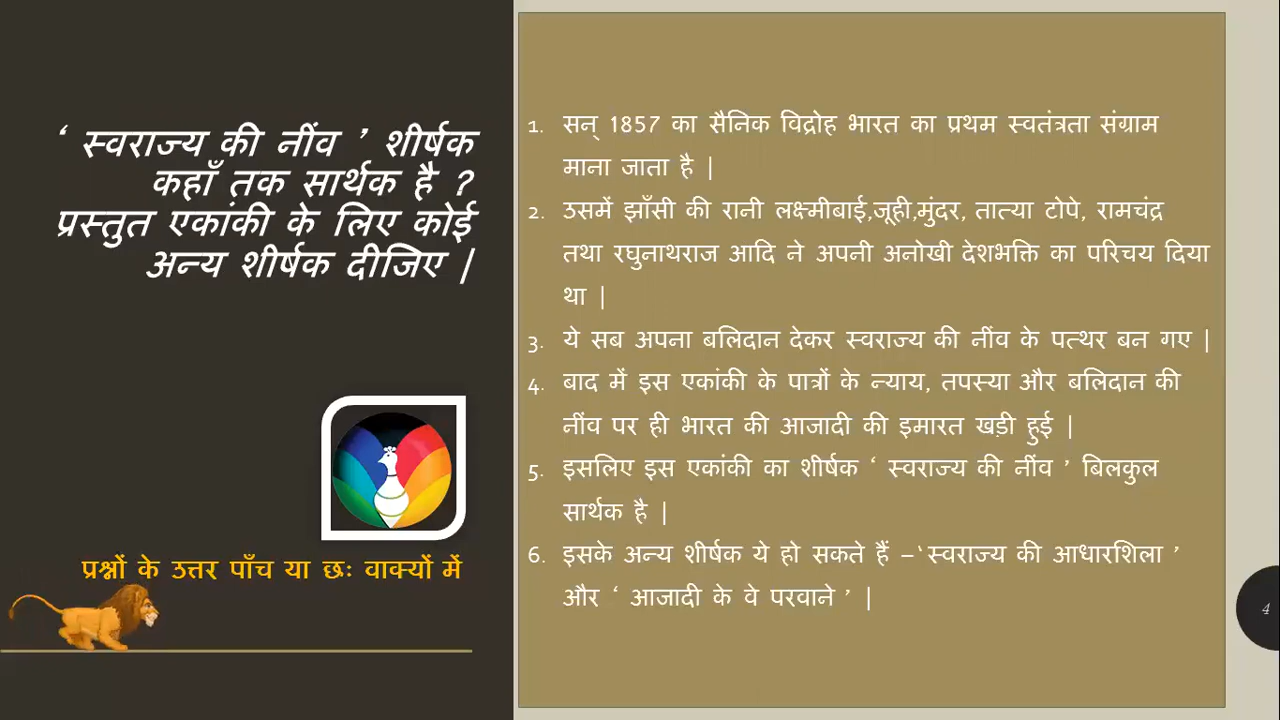 ‘ स्वराज्य की नींव ’ शीर्षक
कहाँ तक सार्थक है ?
प्रस्तुत एकांकी के लिए कोई
अन्य शीर्षक दीजिए |
प्रश्नों के उत्तर पाँच या छः वाक्यों में
1. सन् 1857 का सैनिक विद्रोह भारत का प्रथम स्वतंत्रता संग्राम
माना जाता है |
2. उसमें झाँसी की रानी लक्ष्मीबाई,जूही,मुंदर, तात्या टोपे, रामचंद्र
तथा रघुनाथराज आदि ने अपनी अनोखी देशभक्ति का परिचय दिया
था |
3. ये सब अपना बलिदान देकर स्वराज्य की नींव के पत्थर बन गए |
4. बाद में इस एकांकी के पात्रों के न्याय, तपस्या और बलिदान की
नींव पर ही भारत की आजादी की इमारत खड़ी हुई |
5. इसलिए इस एकांकी का शीर्षक ‘ स्वराज्य की नींव ’ बिलकुल
सार्थक है |
6. इसके अन्य शीर्षक ये हो सकते हैं –‘स्वराज्य की आधारशिला ’
और ‘ आजादी के वे परवाने ’ |
4